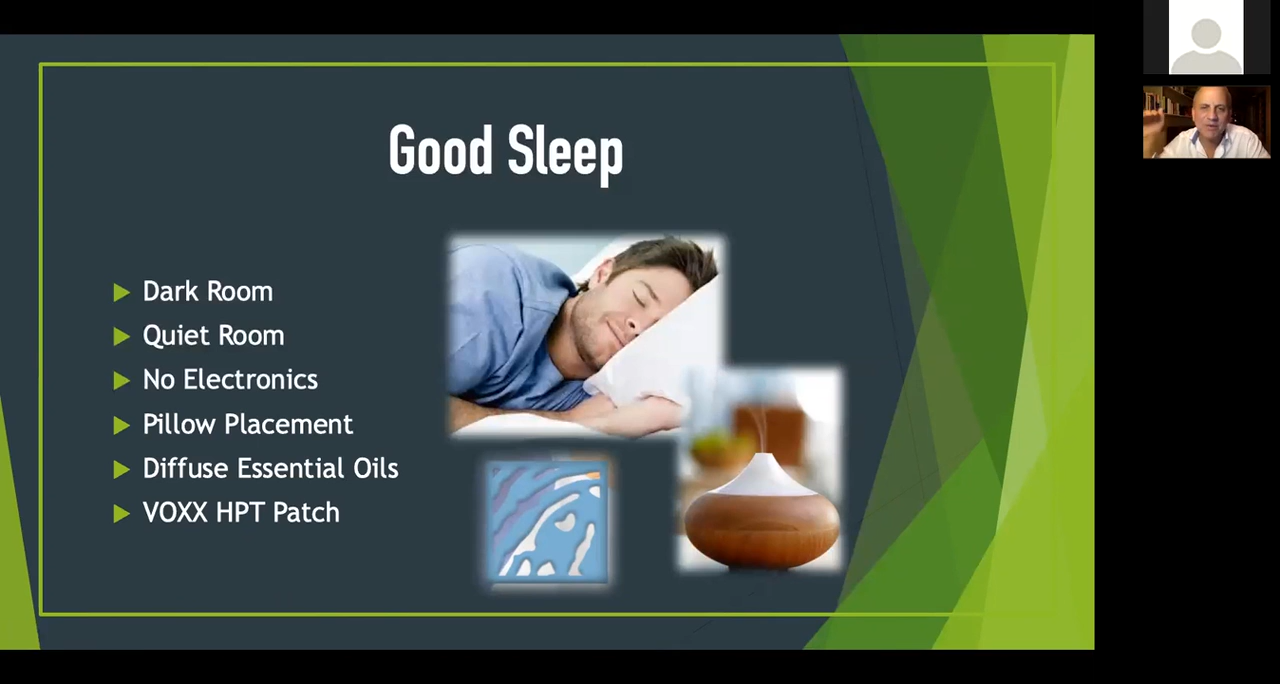 Good Sleep
Dark Room
Quiet Room
No Electronics
Pillow Placement
Diffuse Essential Oils
VOXX HPT Patch